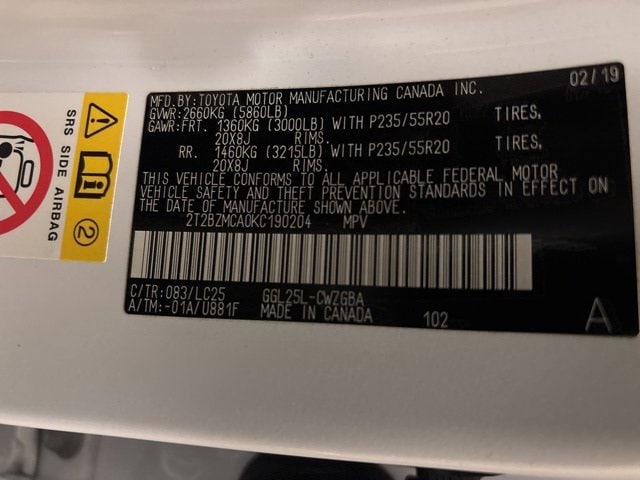 02/19
MFD.BY:TOYOTA MOTOR MANUFACTURING CANADA INC.
GVWR:2660KG (5860LB)
GAWR:FRT. 1360KG (3000LB) WITH P235/55R20 TIRES,
20X8J RIMS.
RR. 1460KG (3215LB) WITH P235/55R20 TIRES,
20X8J RIMS.
THIS VEHICLE CONFORMS TO ALL APPLICABLE FEDERAL MOTOR
VEHICLE SAFETY AND THEFT PREVENTION STANDARDS IN EFFECT ON
THE DATE OF MANUFACTURE SHOWN ABOVE.
2T2BZMCA0KC190204 MPV
C/TR:083/LC25 GGL25L-CWZGBA
A/TM:-01A/U881F MADE IN CANADA 102 A
SRS SIDE AIRBAG
2